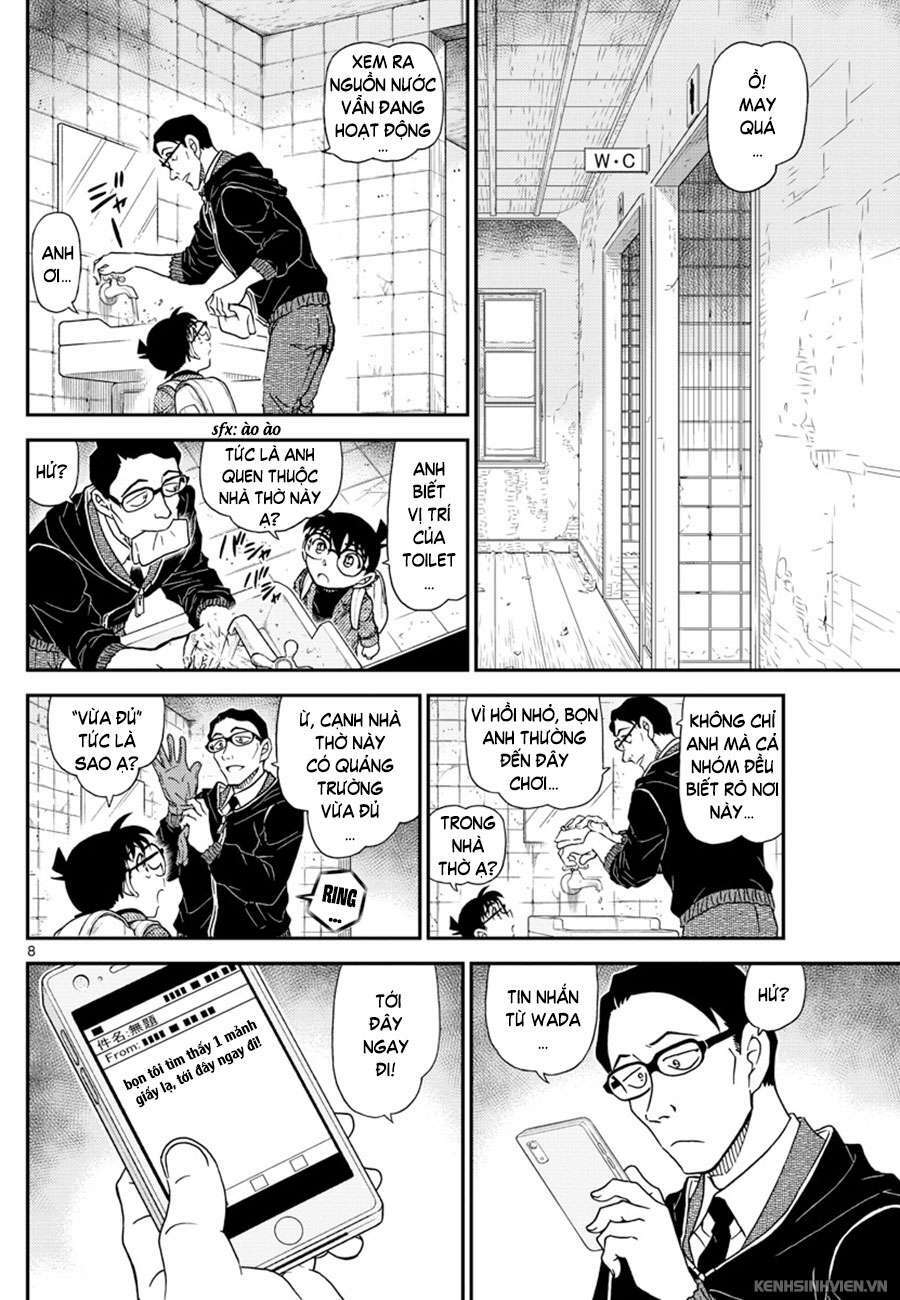 Ồ!
MAY
QUÁ
...
W·C
XEM RA
NGUỒN NƯỚC
VẪN ĐANG
HOẠT ĐỘNG
...
ANH
ƠI...
sfx: ào ào
ANH
BIẾT
VỊ TRÍ
CỦA
TOILET
...
TỨC LÀ ANH
QUEN THUỘC
NHÀ THỜ NÀY
Ạ?
HỬ?
KHÔNG CHỈ
ANH MÀ CẢ
NHÓM ĐỀU
BIẾT RÕ NƠI
NÀY...
VÌ HỒI NHỎ, BỌN
ANH THƯỜNG
ĐẾN ĐÂY
CHƠI...
TRONG
NHÀ
THỜ Ạ?
Ừ, CẠNH NHÀ
THỜ NÀY
CÓ QUẢNG
TRƯỜNG
VỪA ĐỦ
...
"VỪA ĐỦ"
TỨC LÀ
SAO Ạ?
RING
...
8
HỬ?
TIN NHẮN
TỪ WADA
...
TỚI
ĐÂY
NGAY
ĐI!
件名:無題
From:
bọn tôi tìm thấy 1 mảnh
giấy lạ, tới đây ngay đi!
KENHSINHVIEN.VN